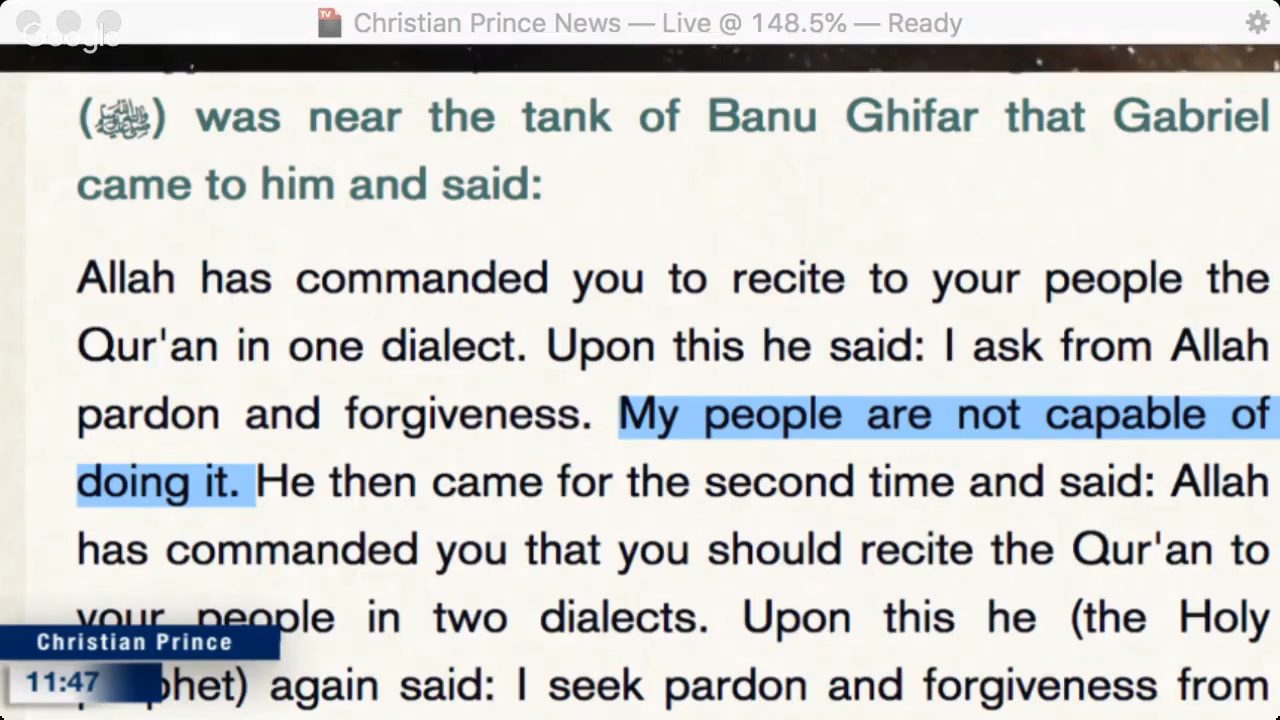 TV
Christian Prince News — Live @ 148.5% — Ready
Google
(ﷺ) was near the tank of Banu Ghifar that Gabriel
came to him and said:
Allah has commanded you to recite to your people the
Qur'an in one dialect. Upon this he said: I ask from Allah
pardon and forgiveness. My people are not capable of
doing it. He then came for the second time and said: Allah
has commanded you that you should recite the Qur'an to
your people in two dialects. Upon this he (the Holy
phet) again said: I seek pardon and forgiveness from
Christian Prince
11:47